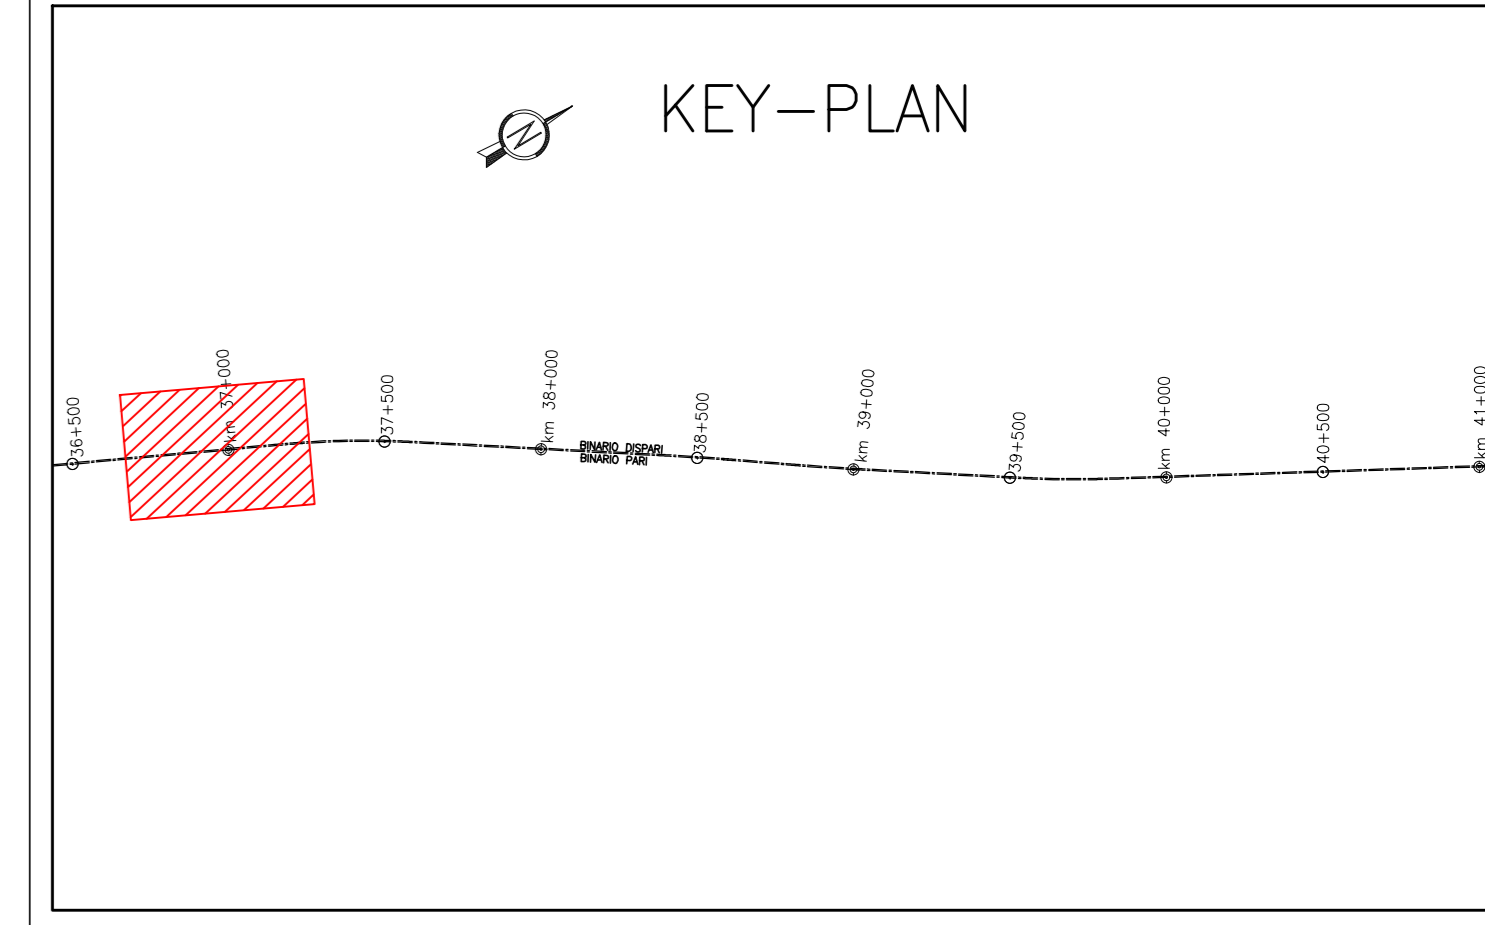 KEY-PLAN
N
36+500
km 37+000
37+500
km 38+000
BINARIO DISPARI
BINARIO PARI
38+500
km 39+000
39+500
km 40+000
40+500
km 41+000